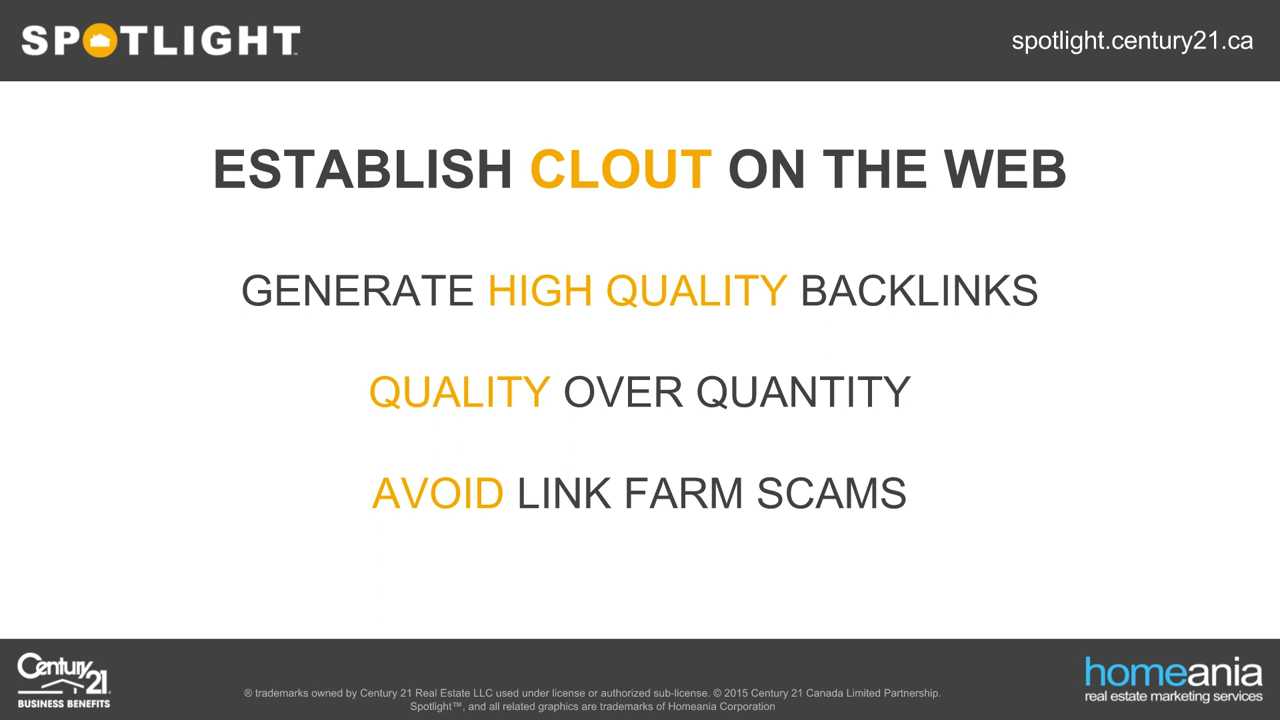 SPOTLIGHT™
spotlight.century21.ca
ESTABLISH CLOUT ON THE WEB
GENERATE HIGH QUALITY BACKLINKS
QUALITY OVER QUANTITY
AVOID LINK FARM SCAMS
Century 21®
BUSINESS BENEFITS
® trademarks owned by Century 21 Real Estate LLC used under license or authorized sub-license. © 2015 Century 21 Canada Limited Partnership.
Spotlight™, and all related graphics are trademarks of Homeania Corporation
homeania
real estate marketing services